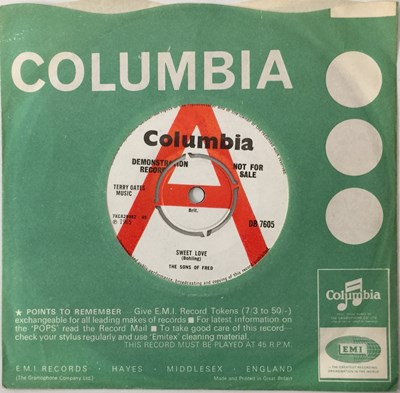 COLUMBIA
Columbia
DEMONSTRATION RECORD
NOT FOR SALE
TERRY OATES MUSIC
Brit.
DB 7605
SWEET LOVE
THE SONS OF FRED
★ POINTS TO REMEMBER — Give E.M.I. Record Tokens (7/3 to 50/-)
exchangeable for all leading makes of records ■ For latest information on
the 'POPS' read the Record Mail ■ To take good care of this record—
check your stylus regularly and use 'Emitex' cleaning material.
THIS RECORD MUST BE PLAYED AT 45 R.P.M.
E.M.I. RECORDS · HAYES · MIDDLESEX · ENGLAND
(The Gramophone Company Ltd.) Made and Printed in Great Britain
Columbia
EMI